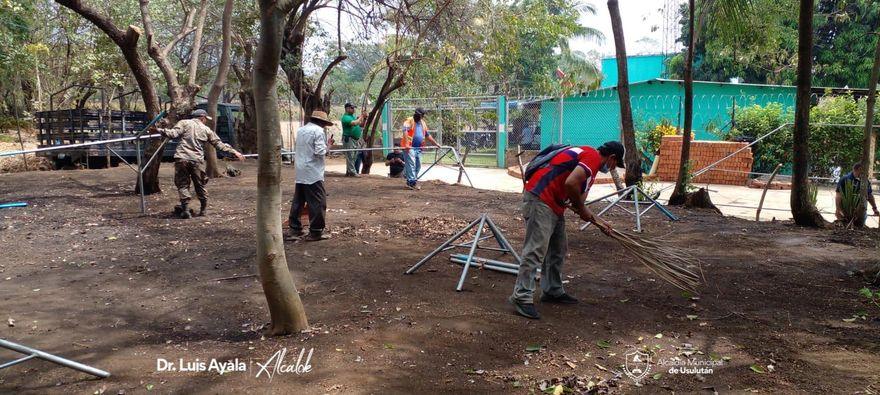 Dr. Luis Ayala Alcalde
Alcaldía Municipal
de Usulután